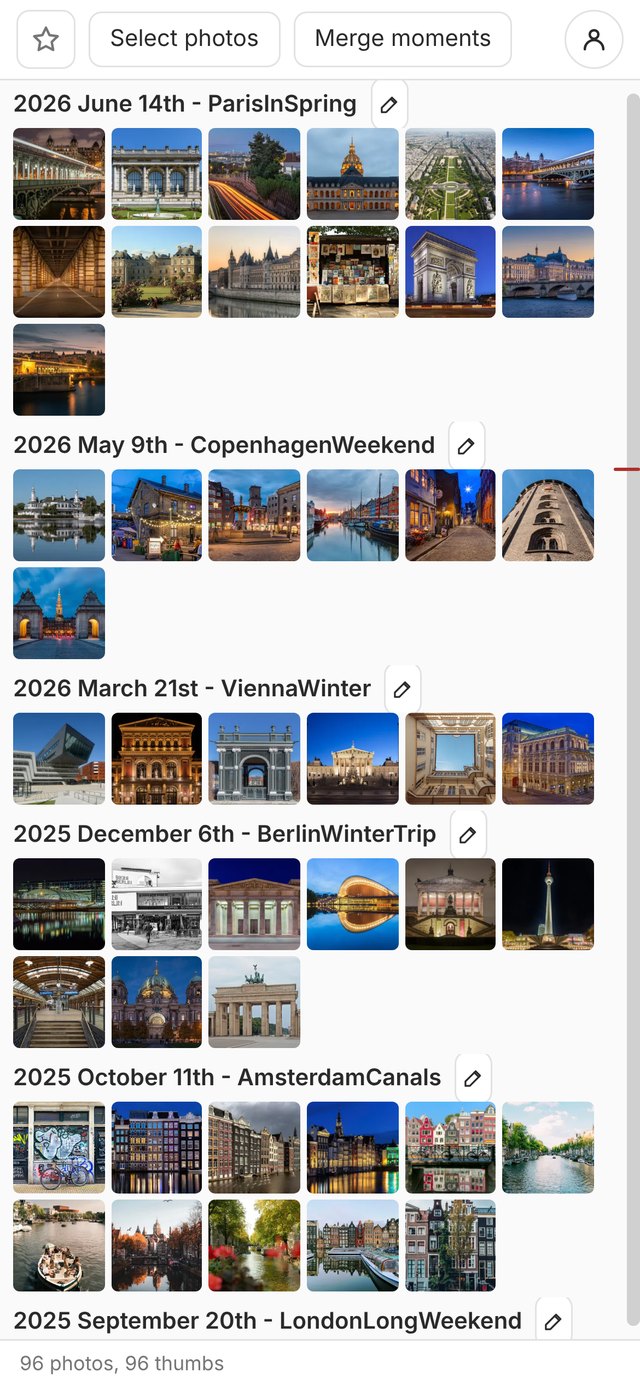 Select photos
Merge moments
2026 June 14th - ParisInSpring
2026 May 9th - CopenhagenWeekend
2026 March 21st - ViennaWinter
2025 December 6th - BerlinWinterTrip
2025 October 11th - AmsterdamCanals
2025 September 20th - LondonLongWeekend
96 photos, 96 thumbs